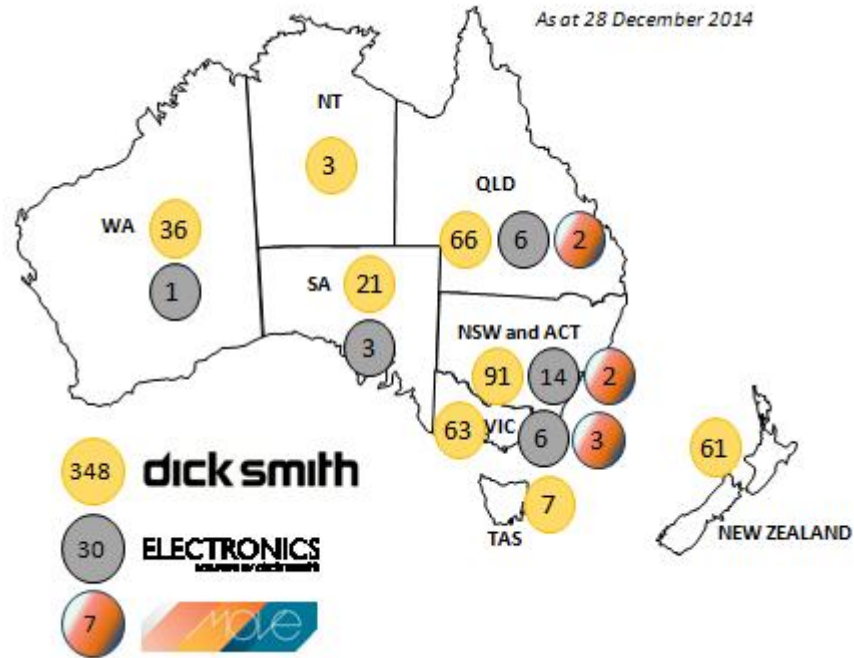 As at 28 December 2014
NT
3
QLD
WA
36
66
6
2
1
SA
21
3
NSW and ACT
91
14
2
63
VIC
6
3
61
348
dick smith
7
TAS
NEW ZEALAND
30
ELECTRONICS
7
move